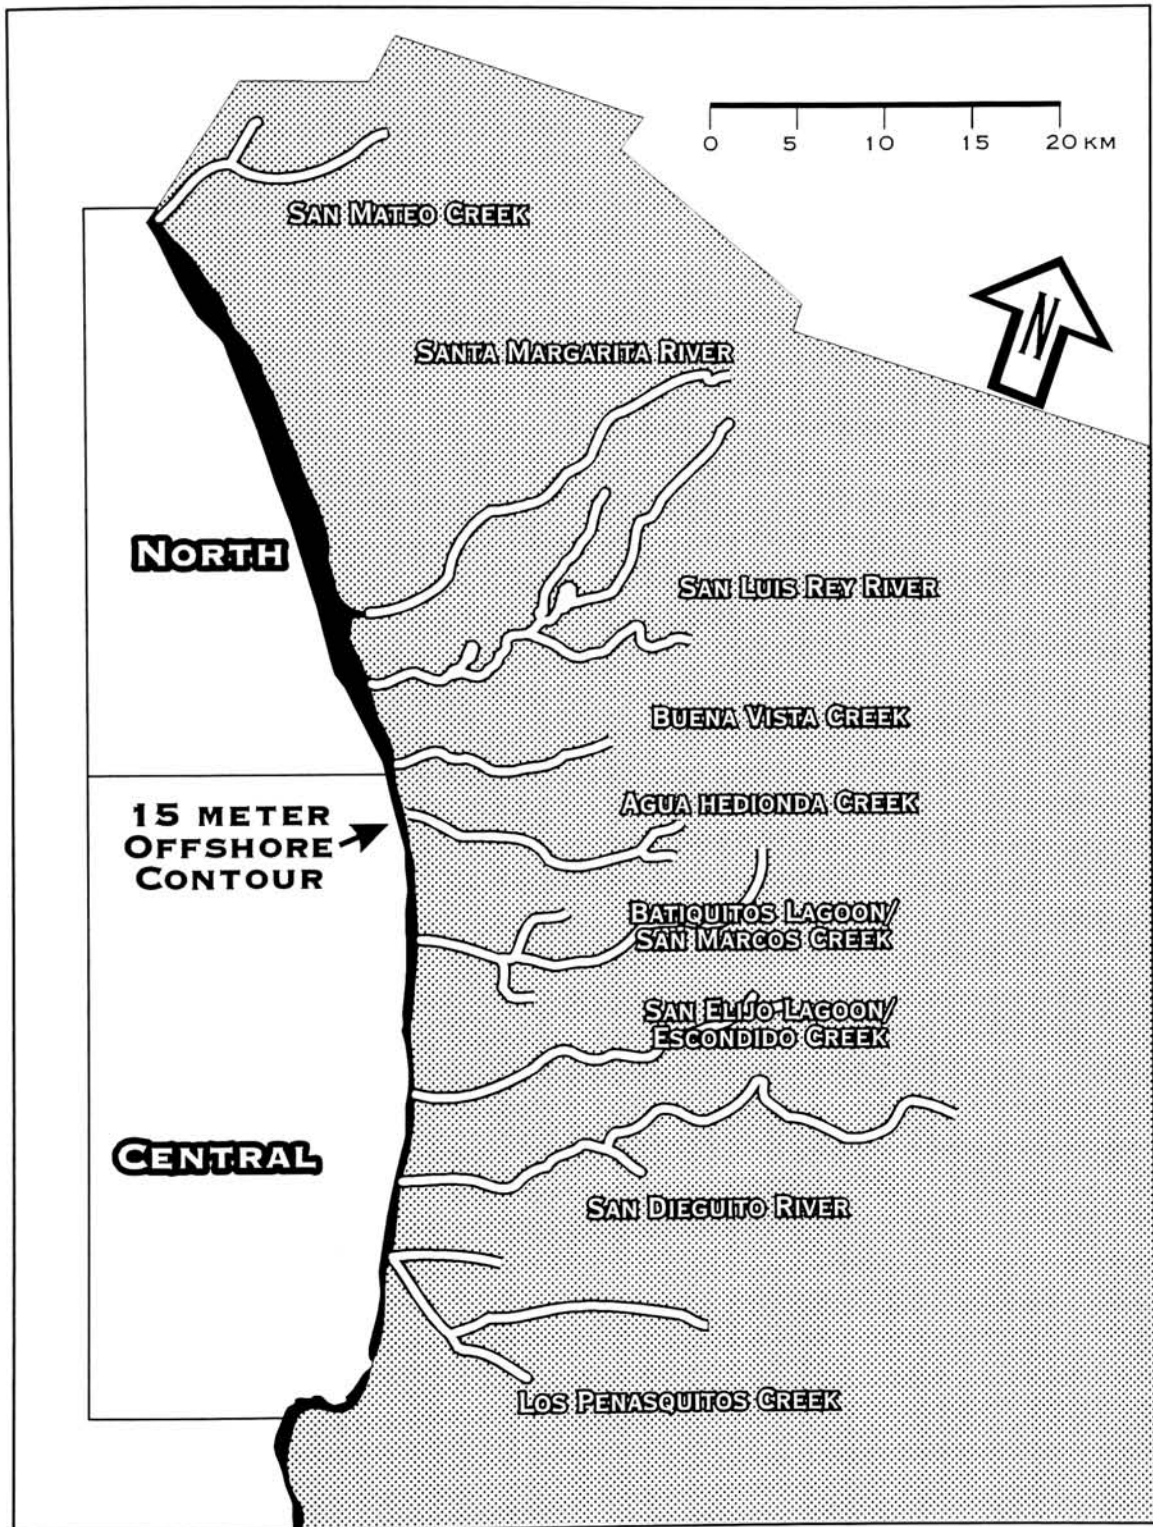 0 5 10 15 20 KM
SAN MATEO CREEK
N
SANTA MARGARITA RIVER
NORTH
SAN LUIS REY RIVER
BUENA VISTA CREEK
AGUA HEDIONDA CREEK
15 METER
OFFSHORE
CONTOUR
BATIQUITOS LAGOON/
SAN MARCOS CREEK
SAN ELIJO LAGOON/
ESCONDIDO CREEK
CENTRAL
SAN DIEGUITO RIVER
LOS PENASQUITOS CREEK